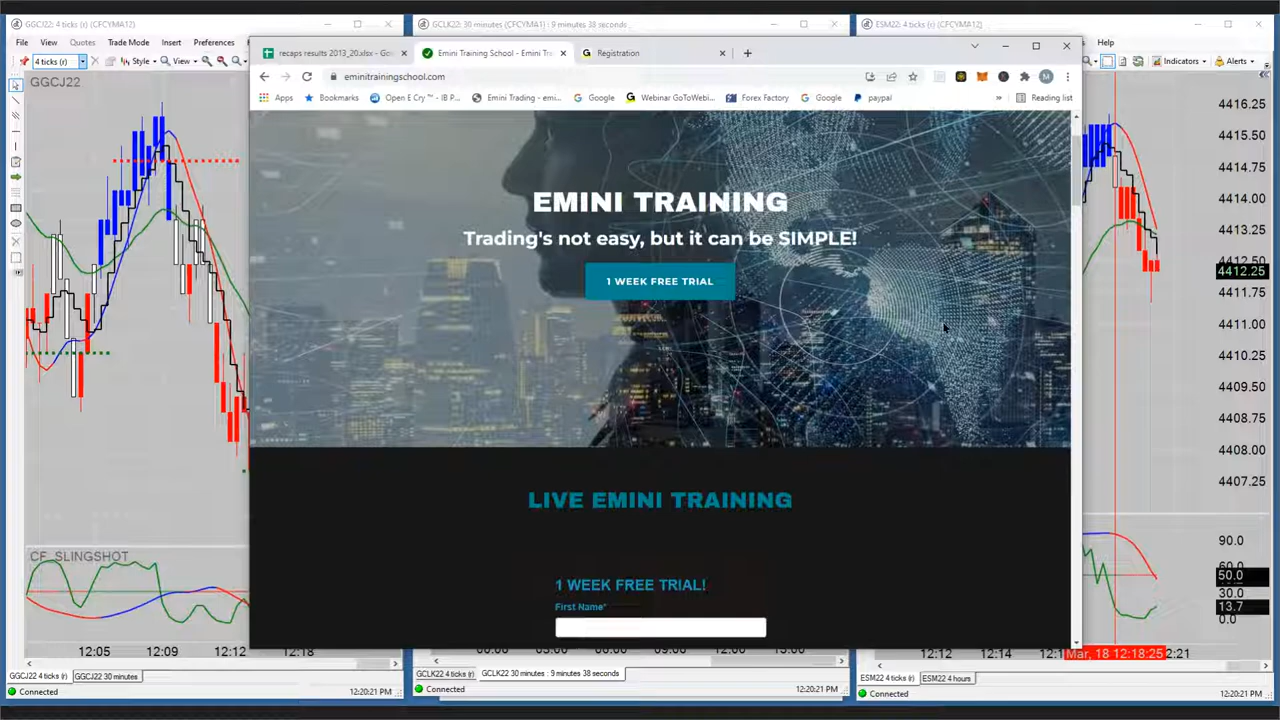 GGCJ22: 4 ticks (r) (CFCYMA12)
File View Quotes Trade Mode Insert Preferences
4 ticks (r) Style View
GGCJ22
CF_SLINGSHOT
12:05 12:09 12:12 12:18
GGCJ22 4 ticks (r) GGCJ22 30 minutes
Connected 12:20:21 PM
GCLK22: 30 minutes (CFCYMA1) : 9 minutes 38 seconds
recaps results 2013_20.xlsx - Go
Emini Training School - Emini Tra
Registration
eminitrainingschool.com
M
Apps Bookmarks Open E Cry ™ - IB P... Emini Trading - emi... Google Webinar GoToWebi... Forex Factory Google paypal » Reading list
EMINI TRAINING
Trading's not easy, but it can be SIMPLE!
1 WEEK FREE TRIAL
LIVE EMINI TRAINING
1 WEEK FREE TRIAL!
First Name*
GCLK22 4 ticks (r) GCLK22 30 minutes : 9 minutes 38 seconds
Connected 12:20:21 PM
ESM22: 4 ticks (r) (CFCYMA12)
Help
Indicators Alerts
4416.25
4415.50
4414.75
4414.00
4413.25
4412.25
4411.75
4411.00
4410.25
4409.50
4408.75
4408.00
4407.25
90.0
50.0
30.0
13.7
0.0
12:12 12:14 Mar, 18 12:18:25 2:21
ESM22 4 ticks (r) ESM22 4 hours
Connected 12:20:21 PM